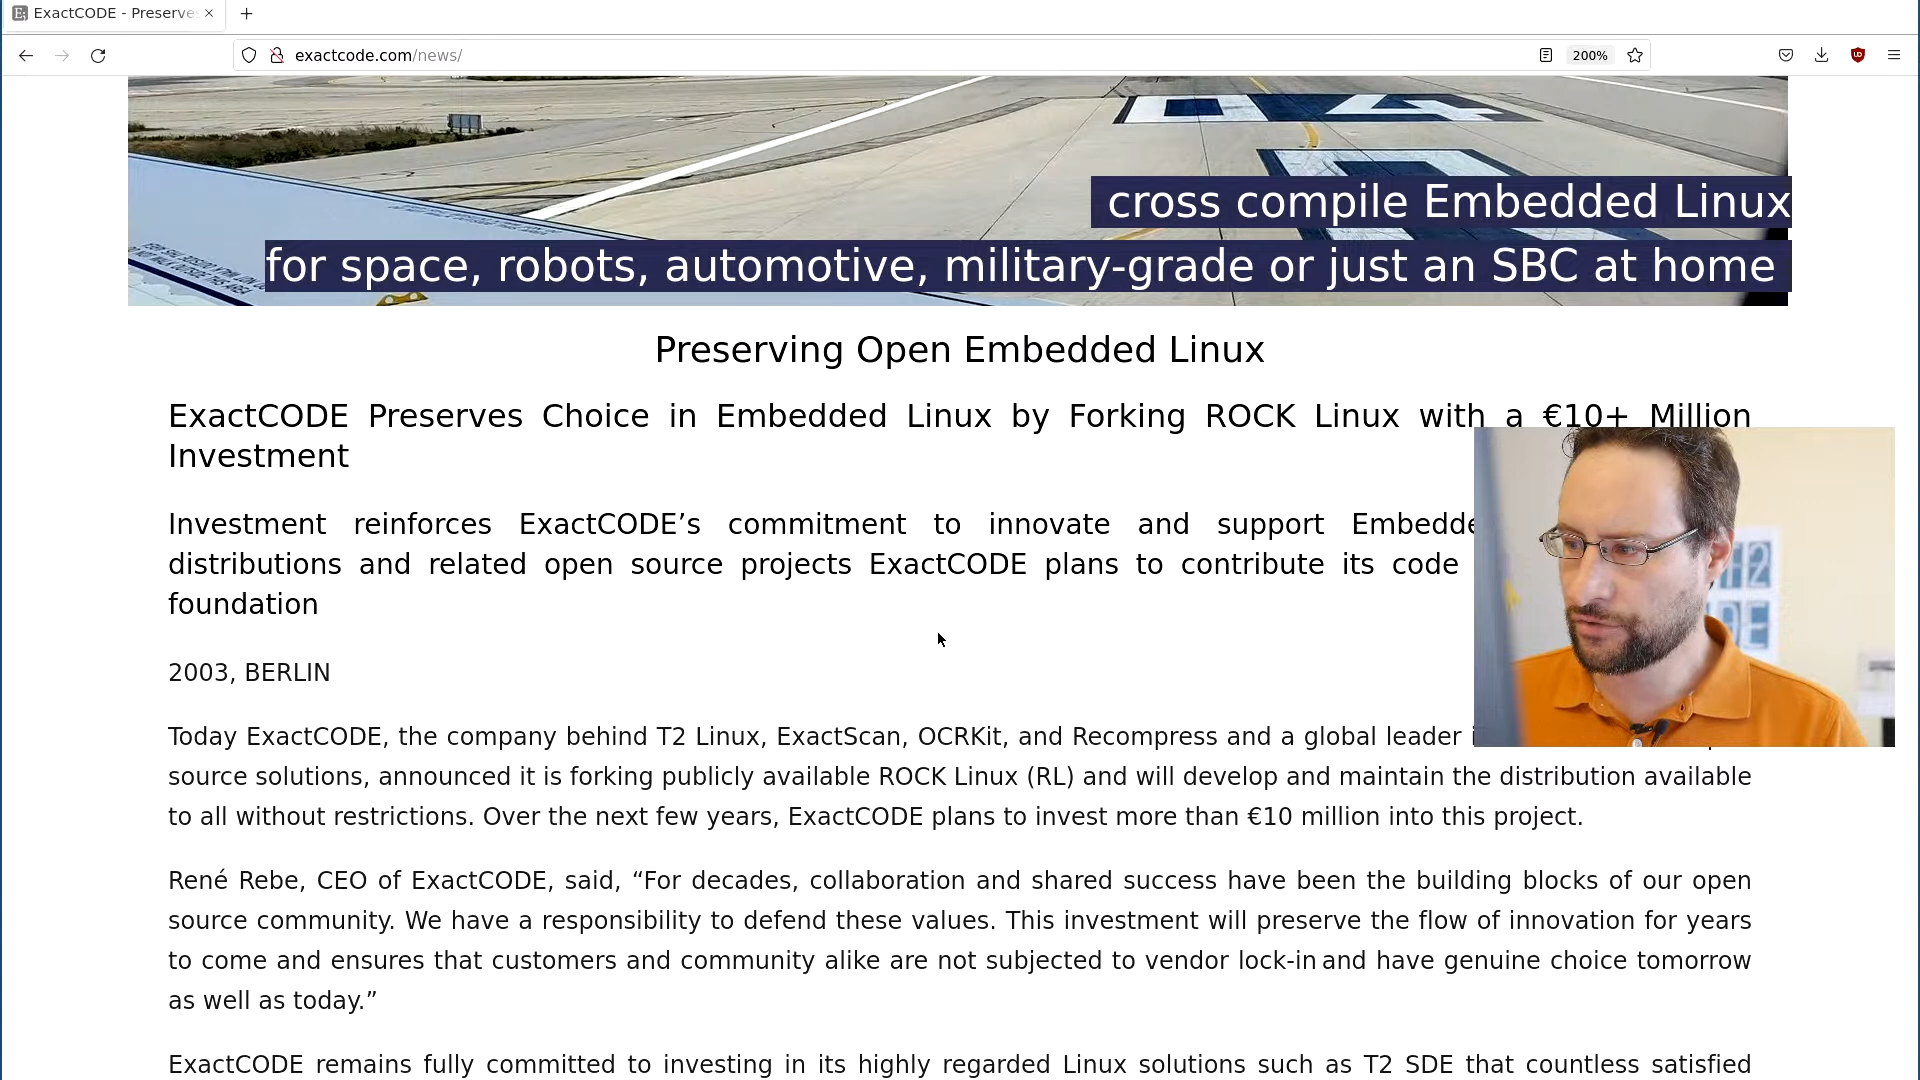 ExactCODE - Preserve
exactcode.com/news/
200%
cross compile Embedded Linux
for space, robots, automotive, military-grade or just an SBC at home
Preserving Open Embedded Linux
ExactCODE Preserves Choice in Embedded Linux by Forking ROCK Linux with a €10+ Million
Investment
Investment reinforces ExactCODE’s commitment to innovate and support
distributions and related open source projects ExactCODE plans to contribute its code
foundation
2003, BERLIN
Today ExactCODE, the company behind T2 Linux, ExactScan, OCRKit, and Recompress and a global leader
source solutions, announced it is forking publicly available ROCK Linux (RL) and will develop and maintain the distribution available
to all without restrictions. Over the next few years, ExactCODE plans to invest more than €10 million into this project.
René Rebe, CEO of ExactCODE, said, “For decades, collaboration and shared success have been the building blocks of our open
source community. We have a responsibility to defend these values. This investment will preserve the flow of innovation for years
to come and ensures that customers and community alike are not subjected to vendor lock-in and have genuine choice tomorrow
as well as today.”
ExactCODE remains fully committed to investing in its highly regarded Linux solutions such as T2 SDE that countless satisfied